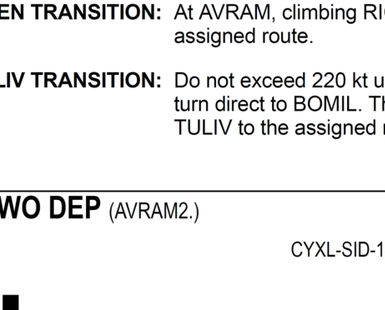 EN TRANSITION: At AVRAM, climbing RI
assigned route.
LIV TRANSITION: Do not exceed 220 kt u
turn direct to BOMIL. Th
TULIV to the assigned
WO DEP (AVRAM2.)
CYXL-SID-1